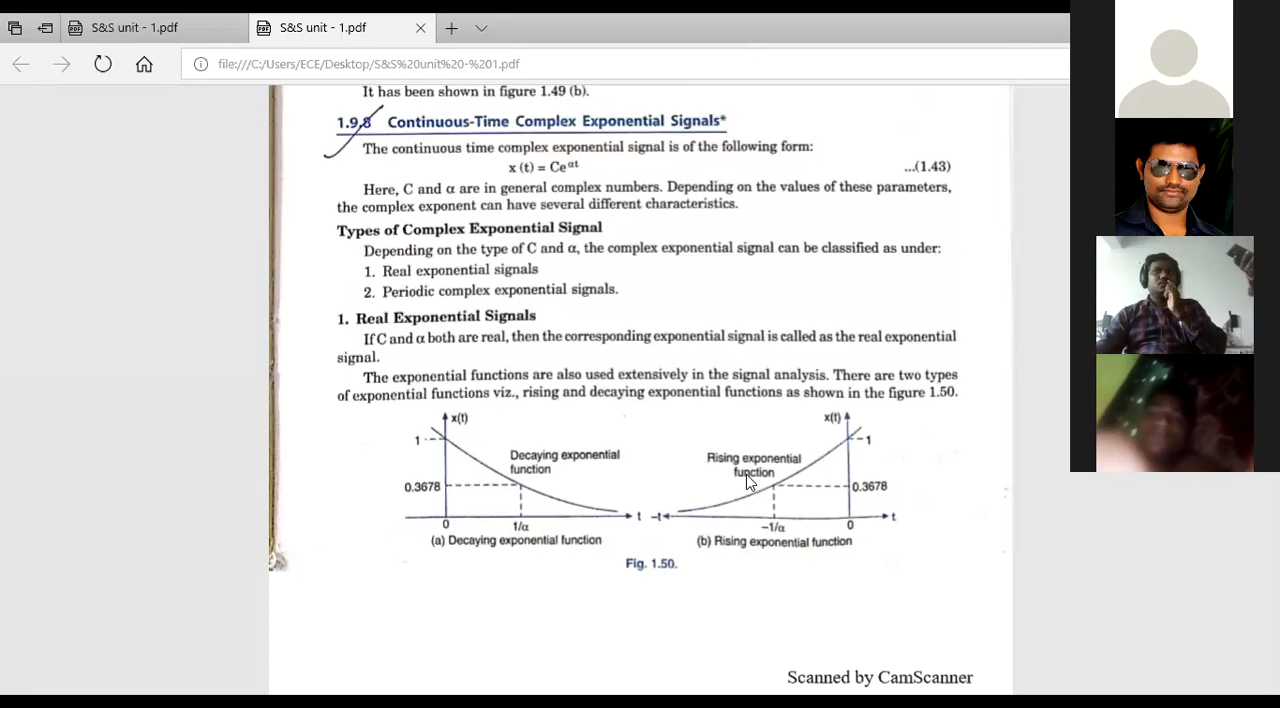 S&S unit - 1.pdf
S&S unit - 1.pdf
file:///C:/Users/ECE/Desktop/S&S%20unit%20-%201.pdf
It has been shown in figure 1.49 (b).
1.9.8 Continuous-Time Complex Exponential Signals*
The continuous time complex exponential signal is of the following form:
x (t) = Ce^αt ...(1.43)
Here, C and α are in general complex numbers. Depending on the values of these parameters,
the complex exponent can have several different characteristics.
Types of Complex Exponential Signal
Depending on the type of C and α, the complex exponential signal can be classified as under:
1. Real exponential signals
2. Periodic complex exponential signals.
1. Real Exponential Signals
If C and α both are real, then the corresponding exponential signal is called as the real exponential
signal.
The exponential functions are also used extensively in the signal analysis. There are two types
of exponential functions viz., rising and decaying exponential functions as shown in the figure 1.50.
x(t)
1
Decaying exponential
function
0.3678
0
1/α
t
(a) Decaying exponential function
x(t)
1
Rising exponential
function
0.3678
-t
-1/α
0
t
(b) Rising exponential function
Fig. 1.50.
Scanned by CamScanner